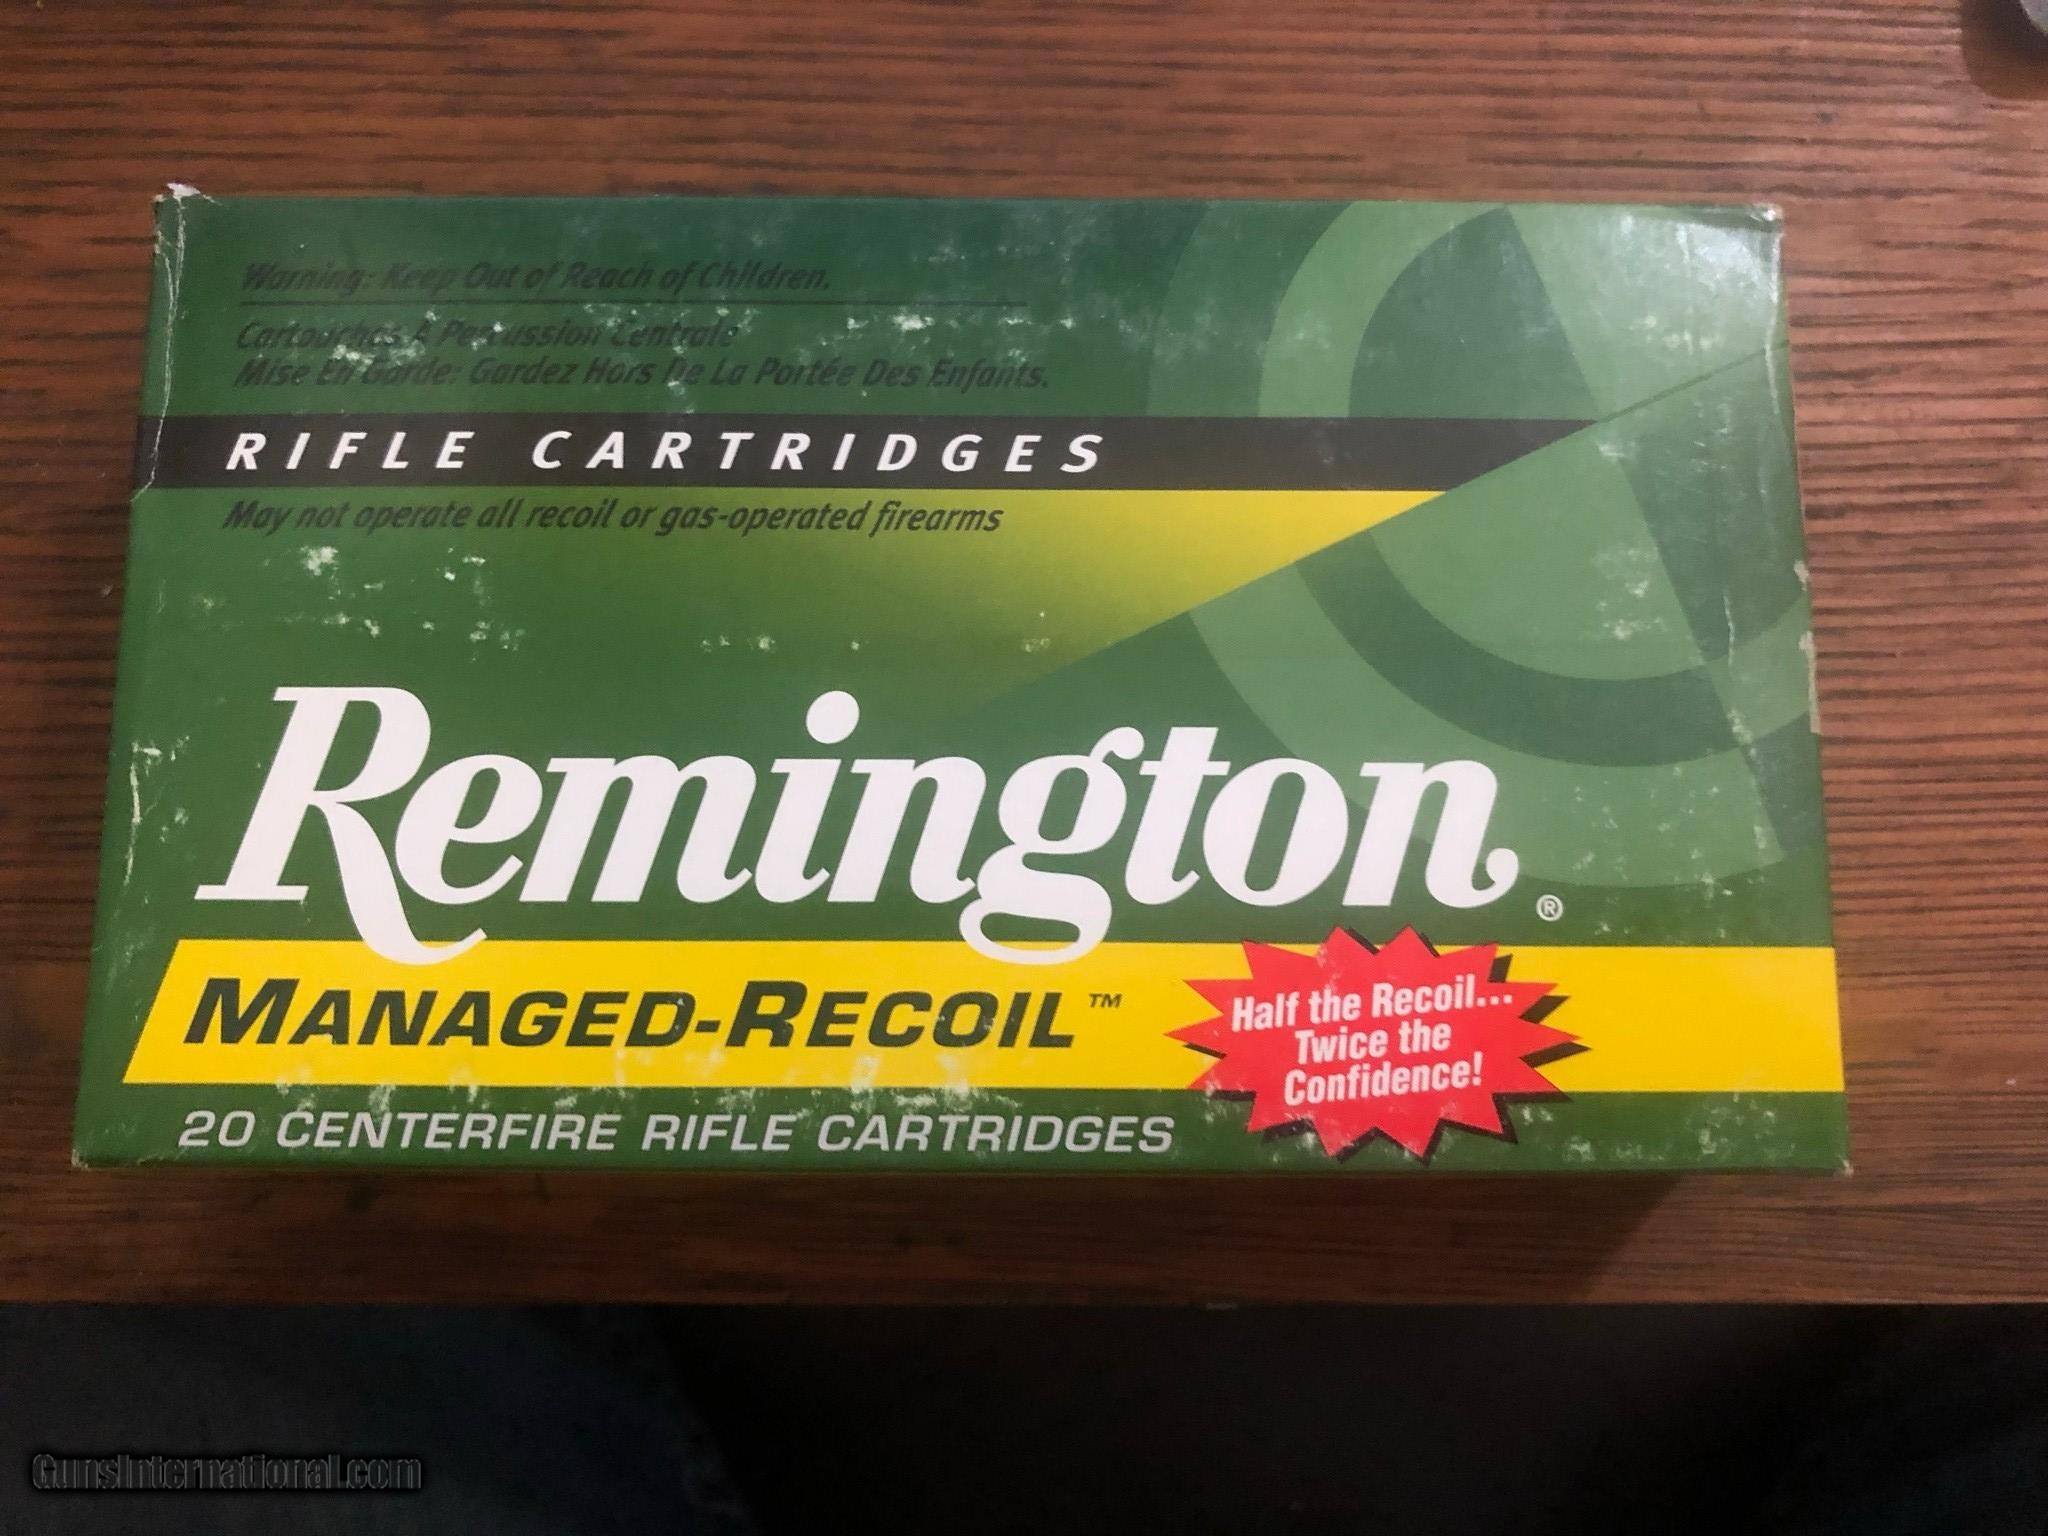 Warning: Keep Out of Reach of Children.
Cartouches A Percussion Centrale
Mise En Garde: Gardez Hors De La Portée Des Enfants.
RIFLE CARTRIDGES
May not operate all recoil or gas-operated firearms
Remington®
MANAGED-RECOIL™
Half the Recoil...
Twice the
Confidence!
20 CENTERFIRE RIFLE CARTRIDGES
GunsInternational.com